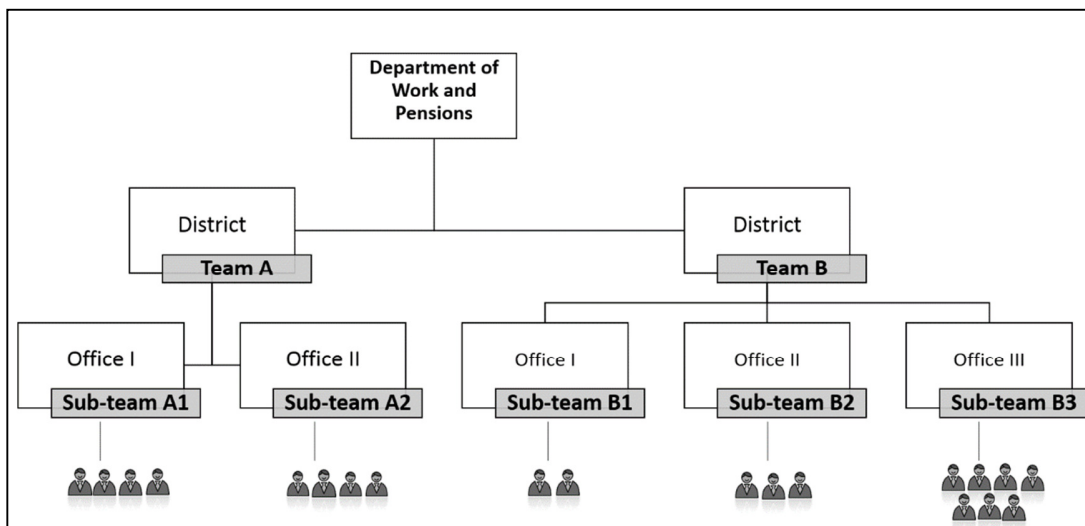 Department of
Work and
Pensions
District
Team A
District
Team B
Office I
Sub-team A1
Office II
Sub-team A2
Office I
Sub-team B1
Office II
Sub-team B2
Office III
Sub-team B3